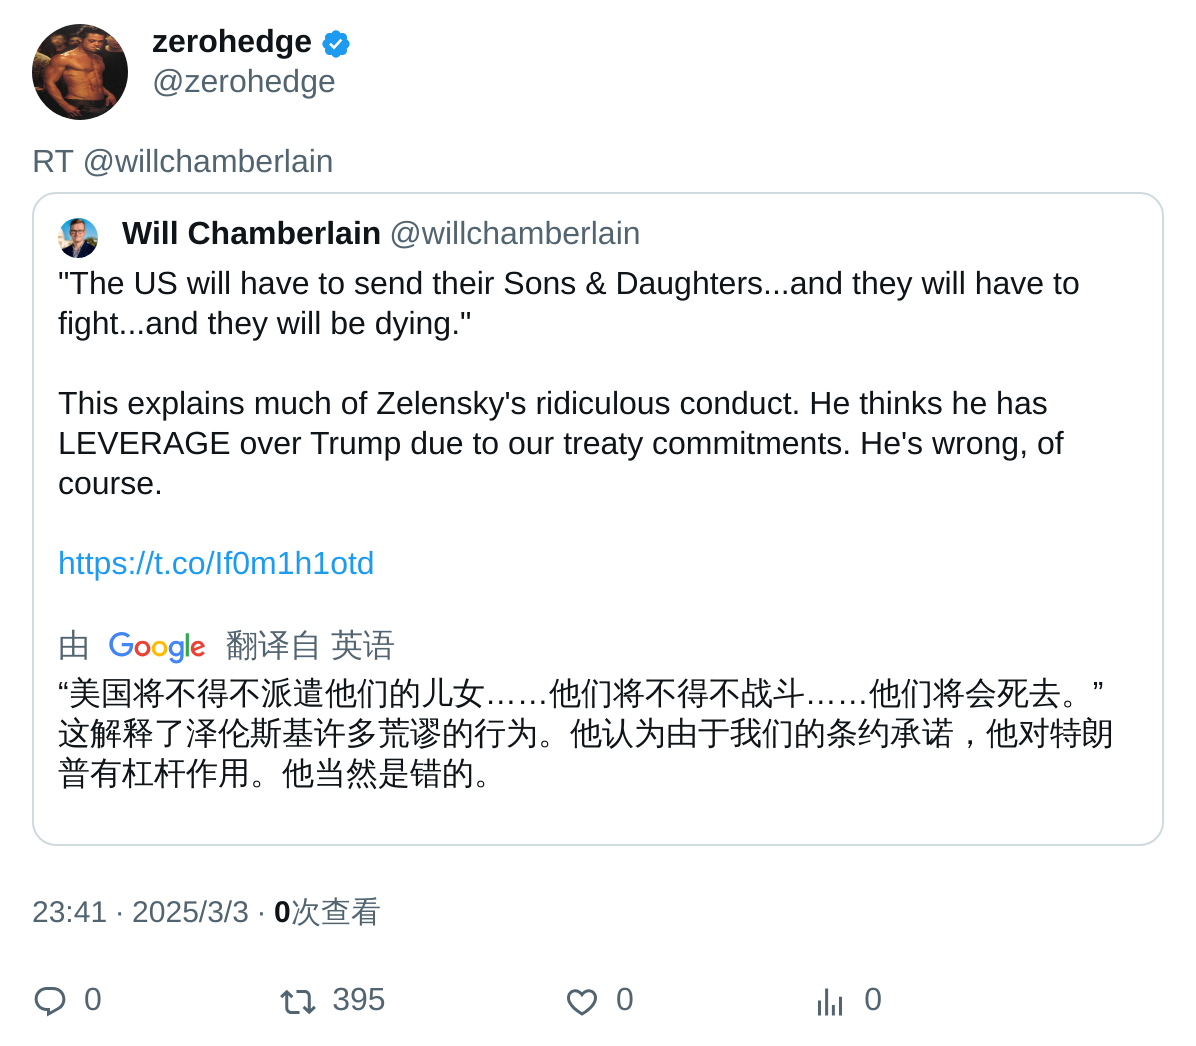 zerohedge
@zerohedge
RT @willchamberlain
Will Chamberlain @willchamberlain
"The US will have to send their Sons & Daughters...and they will have to
fight...and they will be dying."
This explains much of Zelensky's ridiculous conduct. He thinks he has
LEVERAGE over Trump due to our treaty commitments. He's wrong, of
course.
https://t.co/If0m1h1otd
由 Google 翻译自 英语
“美国将不得不派遣他们的儿女……他们将不得不战斗……他们将会死去。”
这解释了泽伦斯基许多荒谬的行为。他认为由于我们的条约承诺，他对特朗
普有杠杆作用。他当然是错的。
23:41 · 2025/3/3 · 0次查看
0 395 0 0